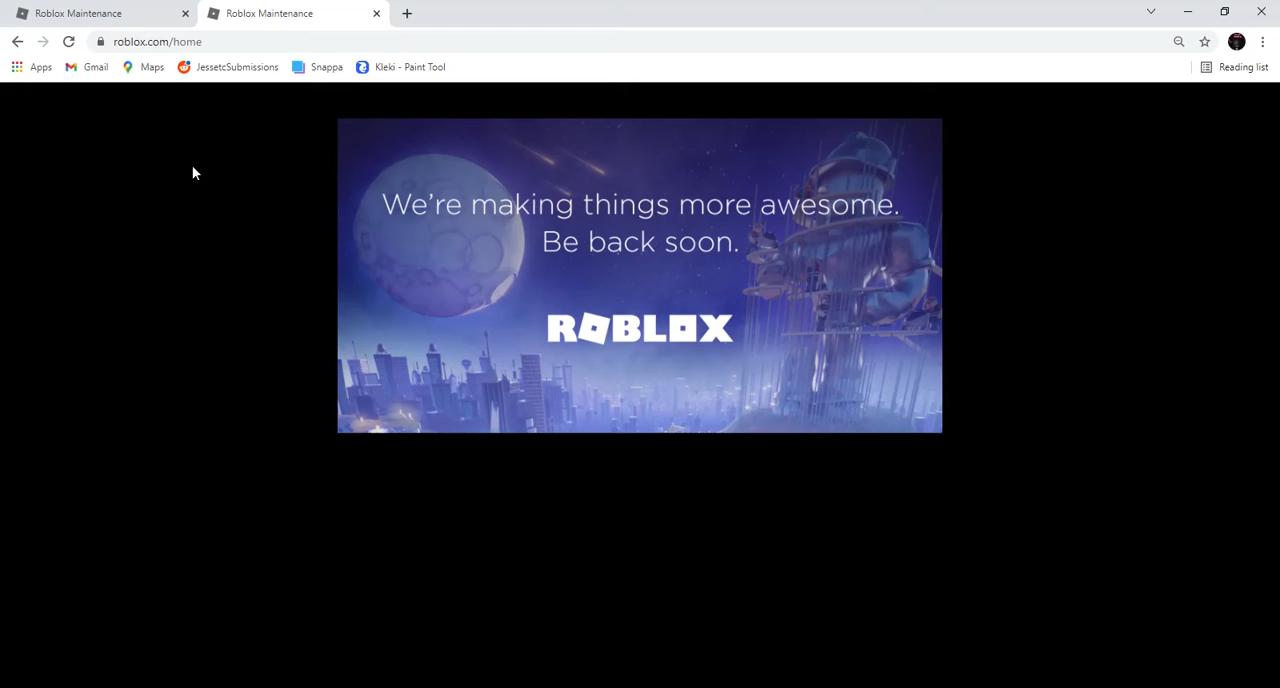 Roblox Maintenance
Roblox Maintenance
roblox.com/home
Apps
Gmail
Maps
JessetcSubmissions
Snappa
Kleki - Paint Tool
Reading list
We're making things more awesome.
Be back soon.
ROBLOX